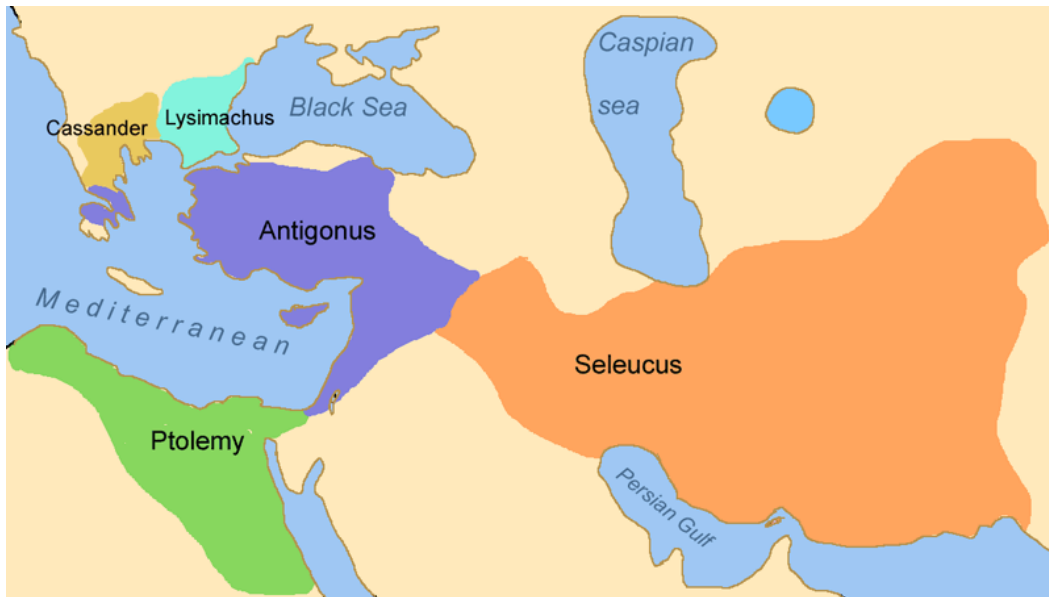 Caspian
sea
Black Sea
Cassander
Lysimachus
Antigonus
Mediterranean
Seleucus
Ptolemy
Persian Gulf